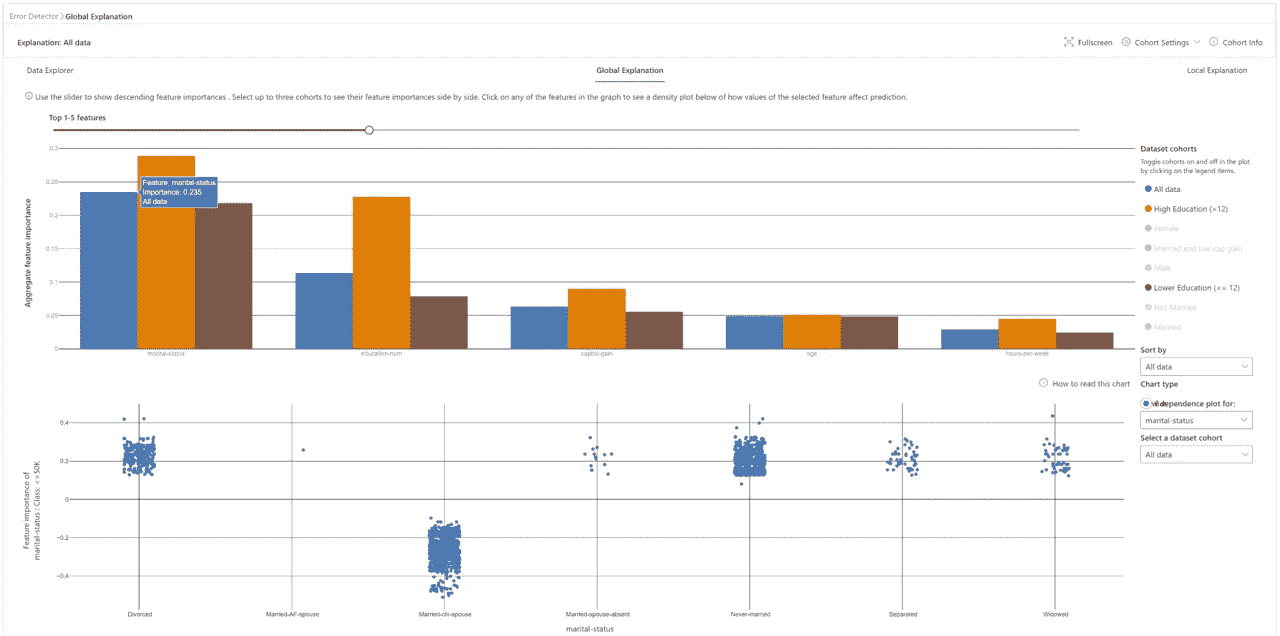 Error Detector > Global Explanation
Explanation: All data
Fullscreen
Cohort Settings
Cohort Info
Data Explorer
Global Explanation
Local Explanation
Use the slider to show descending feature importances . Select up to three cohorts to see their feature importances side by side. Click on any of the features in the graph to see a density plot below of how values of the selected feature affect prediction.
Top 1-5 features
Aggregate feature importance
0.3
0.25
0.2
0.15
0.1
0.05
0
Feature: marital-status
Importance: 0.235
All data
marital-status
education-num
capital-gain
age
hours-per-week
Dataset cohorts
Toggle cohorts on and off in the plot
by clicking on the legend items.
All data
High Education (>12)
Female
Married and low cap gain
Male
Lower Education (<= 12)
Not Married
Married
Sort by
All data
Chart type
dependence plot for:
marital-status
Select a dataset cohort
All data
How to read this chart
Feature importance of
marital-status : Class: <=50K
0.4
0.2
0
−0.2
−0.4
Divorced
Married-AF-spouse
Married-civ-spouse
Married-spouse-absent
Never-married
Separated
Widowed
marital-status